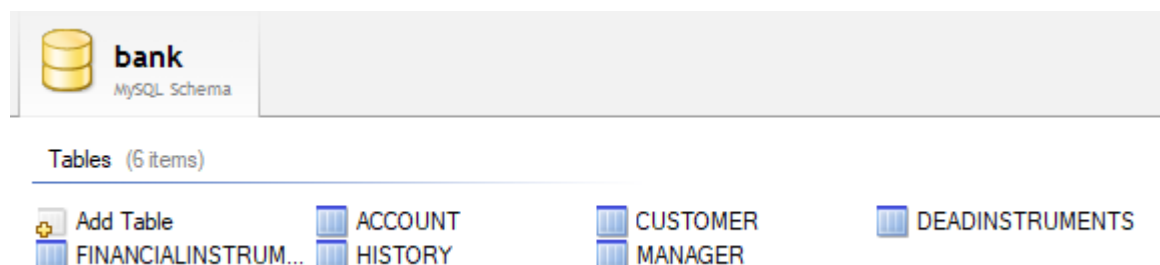 bank
MySQL Schema
Tables (6 items)
Add Table ACCOUNT CUSTOMER DEADINSTRUMENTS
FINANCIALINSTRUM... HISTORY MANAGER